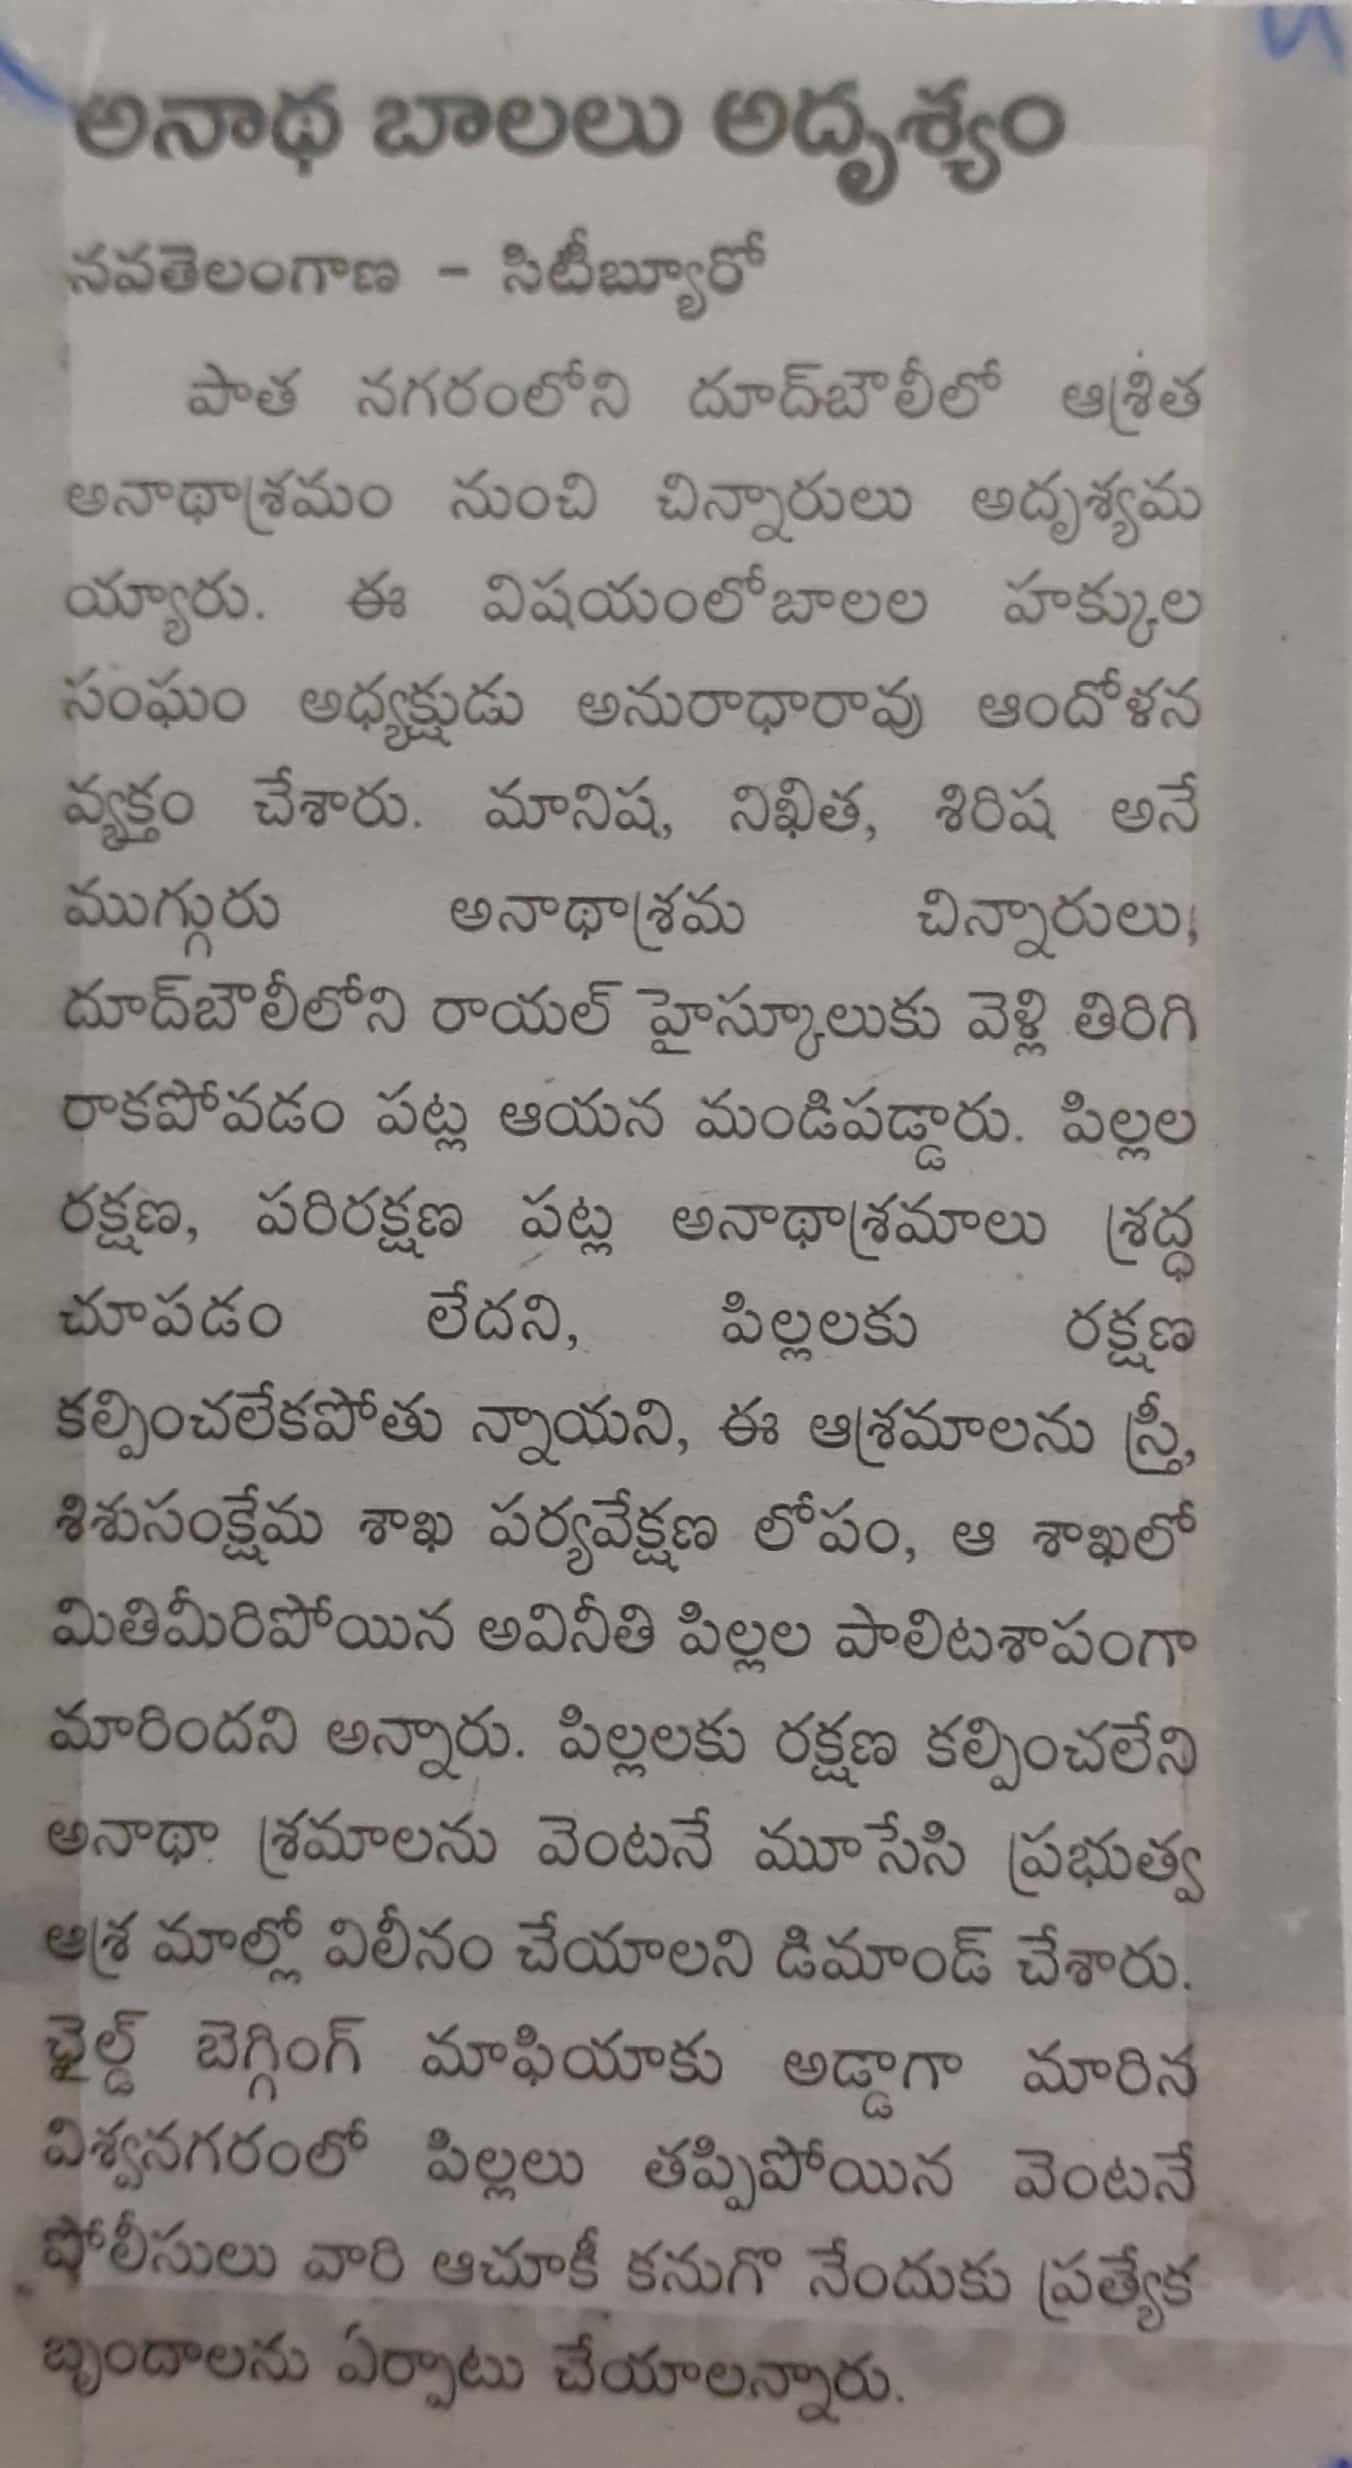 అనాథ బాలలు అదృశ్యం
నవతెలంగాణ - సిటీబ్యూరో
పాత నగరంలోని దూద్‌బౌలీలో ఆశ్రిత
అనాథాశ్రమం నుంచి చిన్నారులు అదృశ్యమ
య్యారు. ఈ విషయంలోబాలల హక్కుల
సంఘం అధ్యక్షుడు అనురాధారావు ఆందోళన
వ్యక్తం చేశారు. మానిష, నిఖిత, శిరిష అనే
ముగ్గురు అనాథాశ్రమ చిన్నారులు,
దూద్‌బౌలీలోని రాయల్ హైస్కూలుకు వెళ్లి తిరిగి
రాకపోవడం పట్ల ఆయన మండిపడ్డారు. పిల్లల
రక్షణ, పరిరక్షణ పట్ల అనాథాశ్రమాలు శ్రద్ధ
చూపడం లేదని, పిల్లలకు రక్షణ
కల్పించలేకపోతు న్నాయని, ఈ ఆశ్రమాలను స్త్రీ,
శిశుసంక్షేమ శాఖ పర్యవేక్షణ లోపం, ఆ శాఖలో
మితిమీరిపోయిన అవినీతి పిల్లల పాలిటశాపంగా
మారిందని అన్నారు. పిల్లలకు రక్షణ కల్పించలేని
అనాథా శ్రమాలను వెంటనే మూసేసి ప్రభుత్వ
ఆశ్ర మాల్లో విలీనం చేయాలని డిమాండ్ చేశారు.
చైల్డ్ బెగ్గింగ్ మాఫియాకు అడ్డాగా మారిన
విశ్వనగరంలో పిల్లలు తప్పిపోయిన వెంటనే
పోలీసులు వారి ఆచూకీ కనుగొ నేందుకు ప్రత్యేక
బృందాలను ఏర్పాటు చేయాలన్నారు.